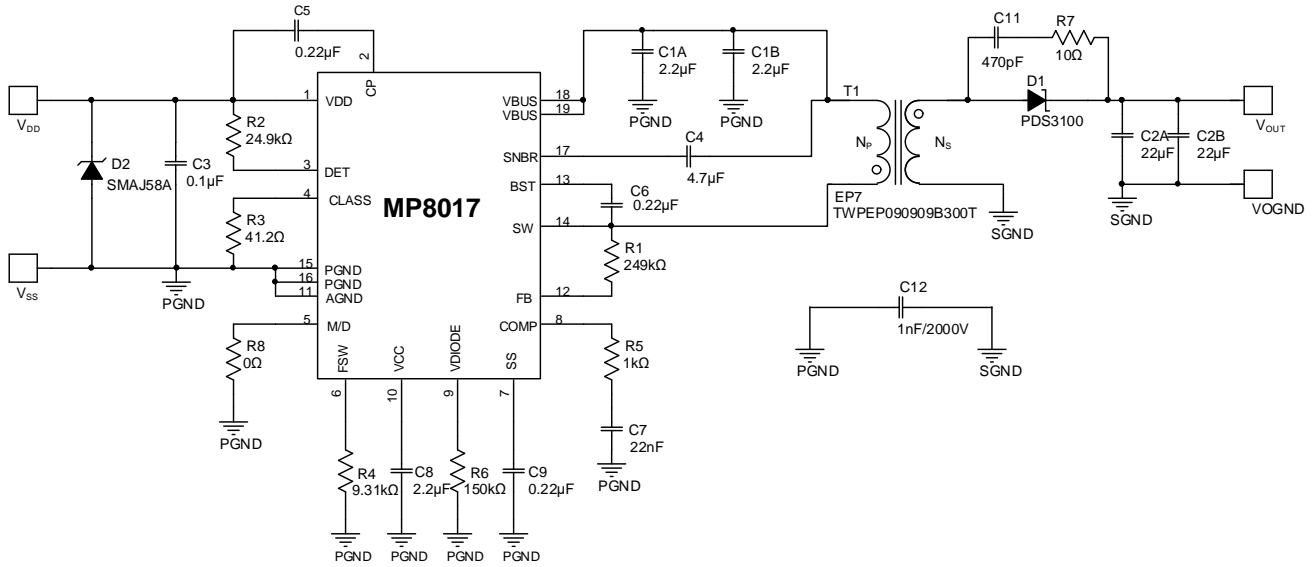 C5
0.22µF
2
CP
V_DD
1
VDD
R2
24.9kΩ
D2
SMAJ58A
C3
0.1µF
3
DET
4
CLASS
R3
41.2Ω
V_SS
PGND
15
PGND
16
PGND
11
AGND
5
M/D
R8
0Ω
PGND
MP8017
FSW
6
VCC
10
VDIODE
9
SS
7
R4
9.31kΩ
C8
2.2µF
R6
150kΩ
C9
0.22µF
PGND
PGND
PGND
PGND
VBUS
18
VBUS
19
SNBR
17
BST
13
SW
14
FB
12
COMP
8
C1A
2.2µF
PGND
C1B
2.2µF
PGND
C4
4.7µF
C6
0.22µF
R1
249kΩ
R5
1kΩ
C7
22nF
PGND
T1
N_P
N_S
EP7
TWPEP090909B300T
C11
470pF
R7
10Ω
D1
PDS3100
C2A
22µF
C2B
22µF
V_OUT
SGND
SGND
VOGND
C12
1nF/2000V
PGND
SGND